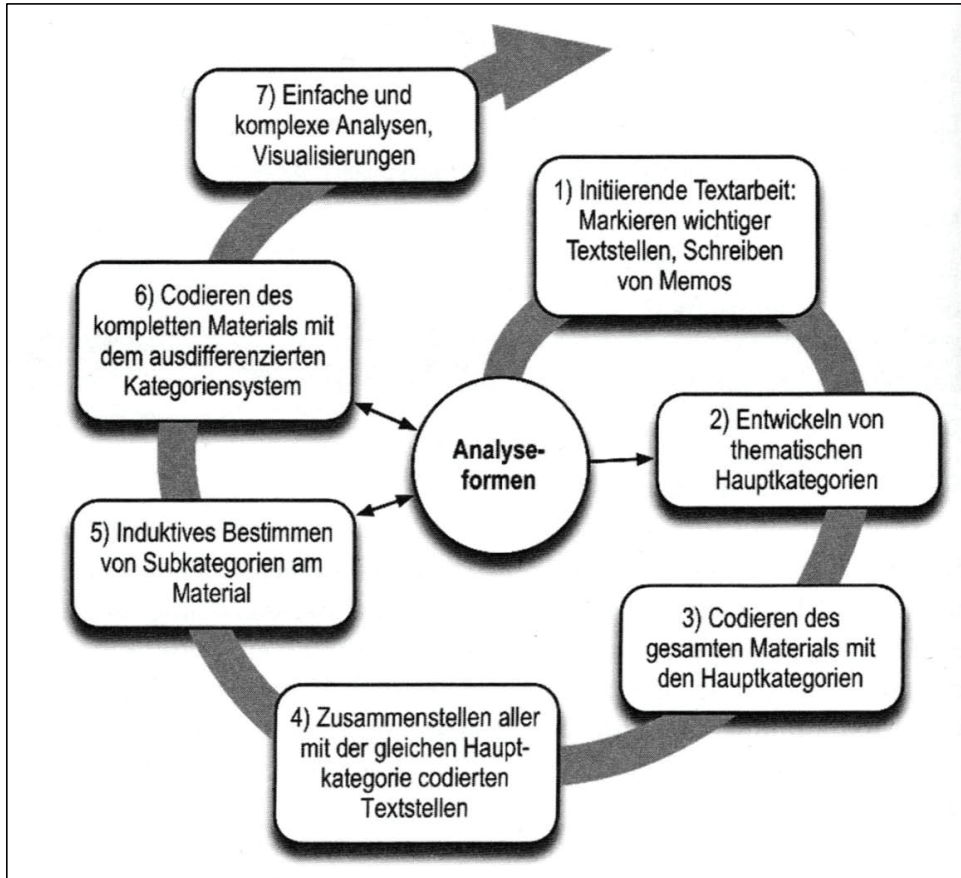 7) Einfache und
komplexe Analysen,
Visualisierungen
1) Initiierende Textarbeit:
Markieren wichtiger
Textstellen, Schreiben
von Memos
6) Codieren des
kompletten Materials mit
dem ausdifferenzierten
Kategoriensystem
2) Entwickeln von
thematischen
Hauptkategorien
Analyse-
formen
5) Induktives Bestimmen
von Subkategorien am
Material
3) Codieren des
gesamten Materials mit
den Hauptkategorien
4) Zusammenstellen aller
mit der gleichen Haupt-
kategorie codierten
Textstellen